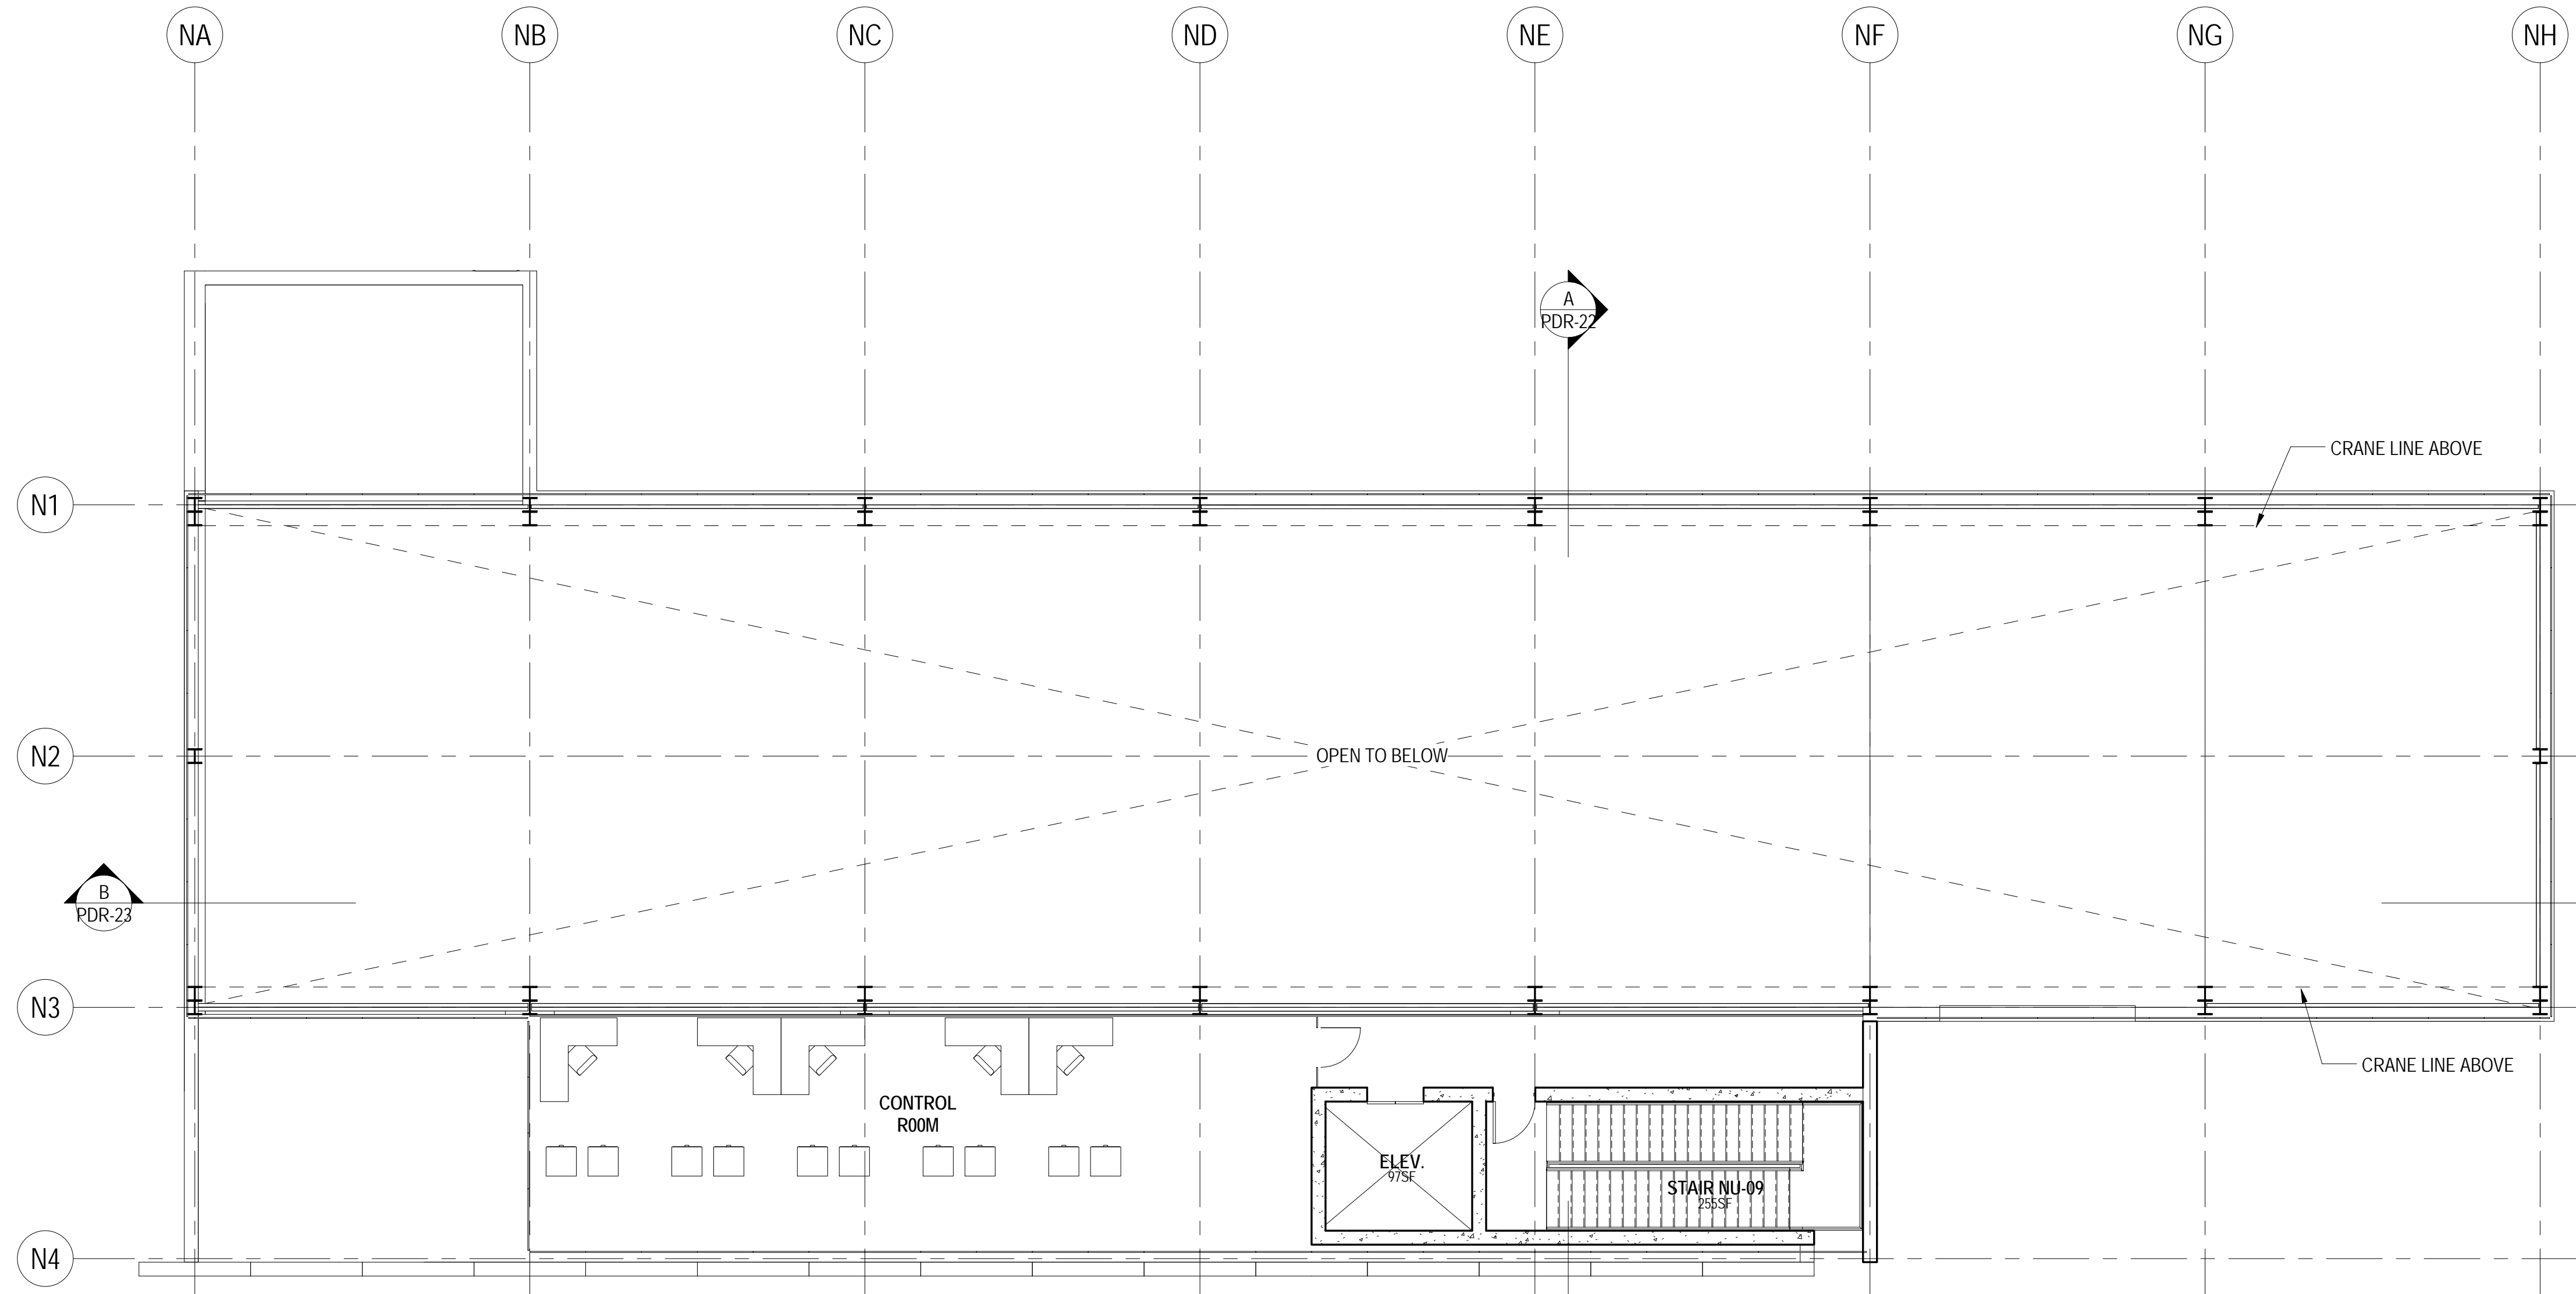 NA
NB
NC
ND
NE
NF
NG
NH
A
PDR-22
CRANE LINE ABOVE
N1
OPEN TO BELOW
N2
B
PDR-23
N3
CRANE LINE ABOVE
CONTROL
R00M
ELEV.
97SF
STAIR NU-09
255SF
N4